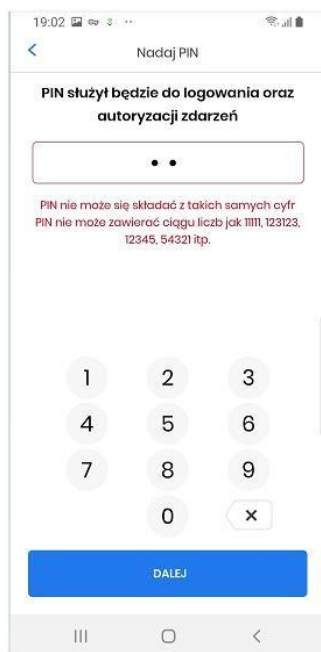 19:02
Nadaj PIN
PIN służył będzie do logowania oraz
autoryzacji zdarzeń
PIN nie może się składać z takich samych cyfr
PIN nie może zawierać ciągu liczb jak 11111, 123123,
12345, 54321 itp.
1 2 3
4 5 6
7 8 9
0
DALEJ